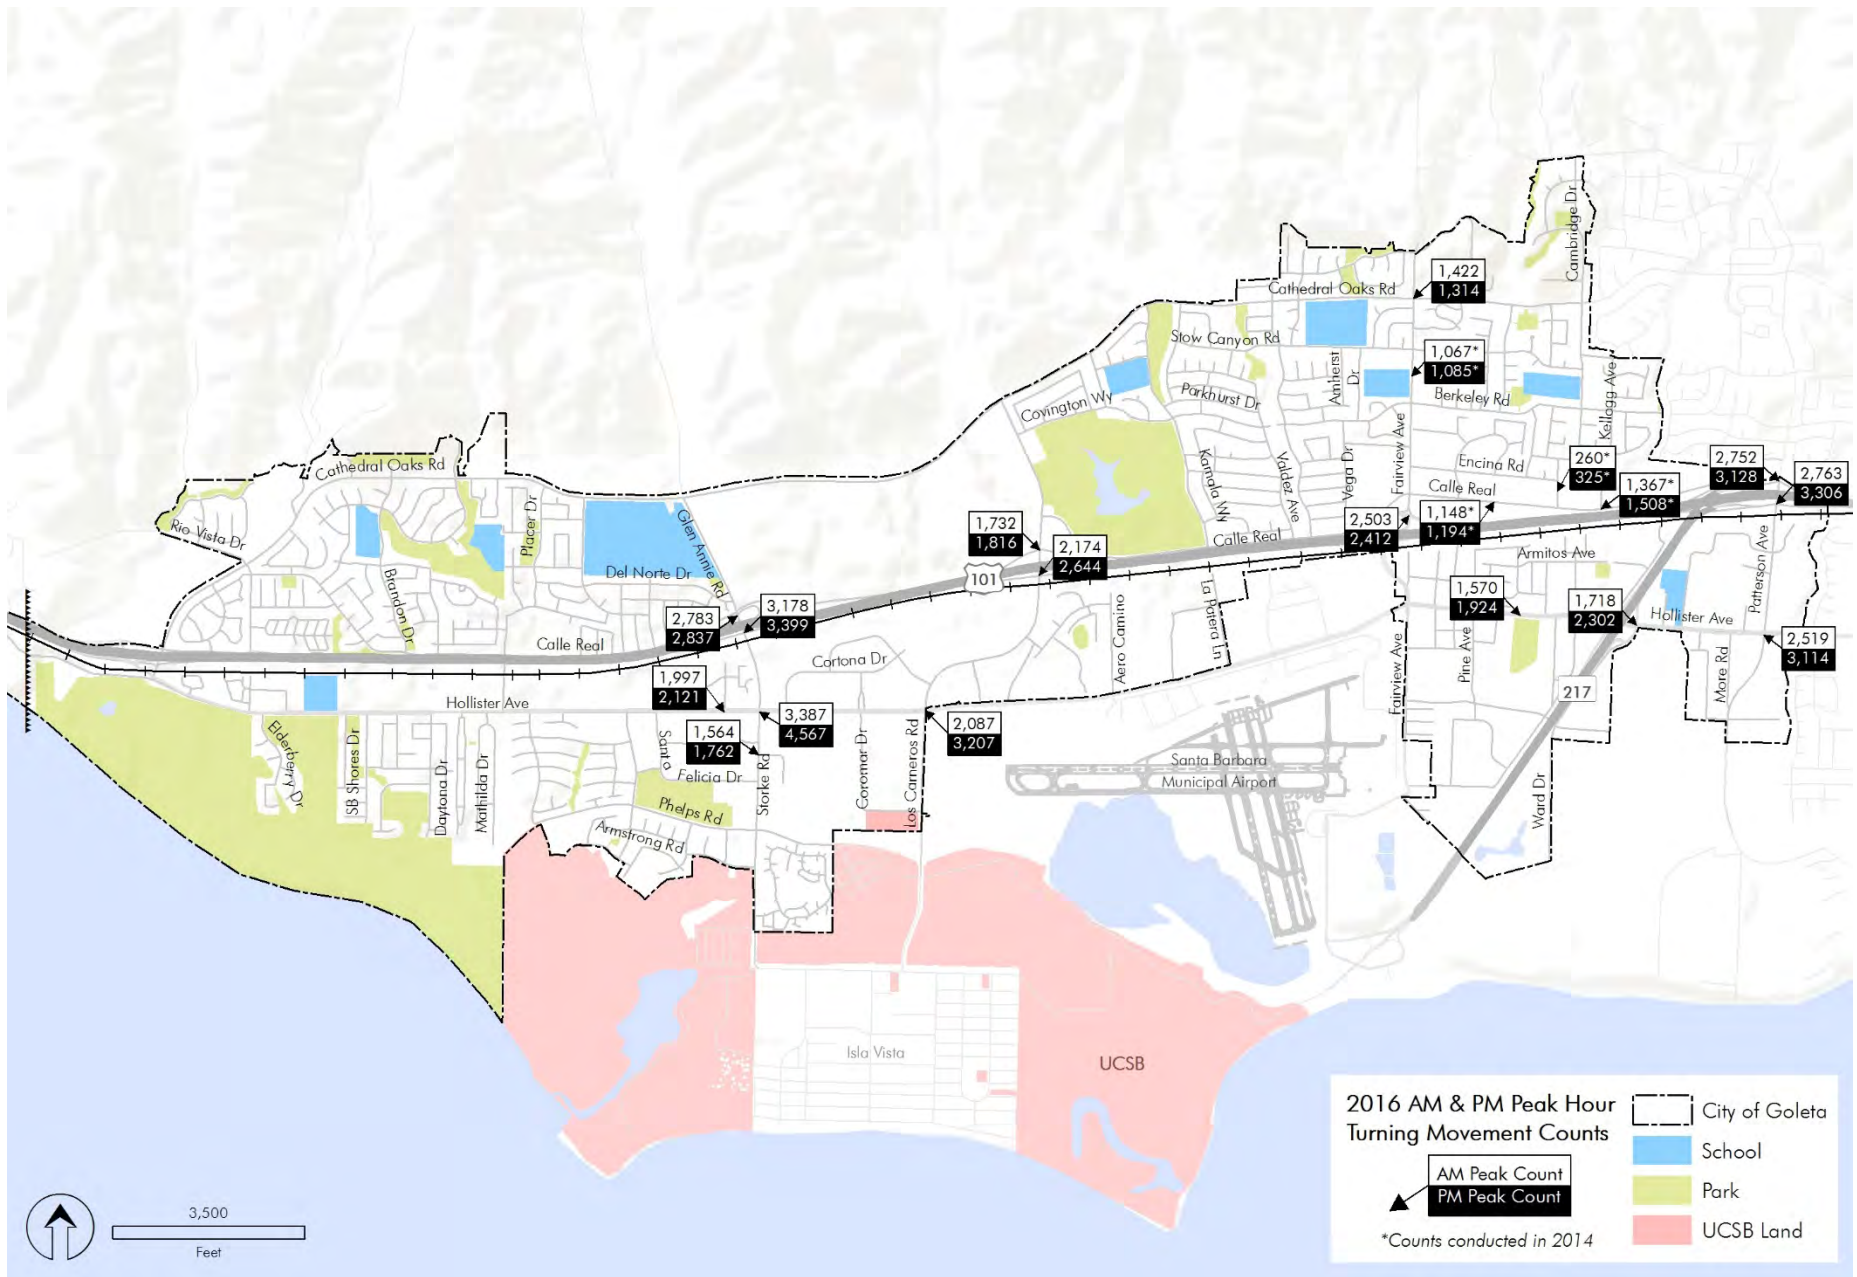 1,422
1,314
Cathedral Oaks Rd
Cambridge Dr
Stow Canyon Rd
1,067*
1,085*
Amherst
Dr
Parkhurst Dr
Berkeley Rd
Covington Wy
Kellogg Ave
Fairview Ave
Cathedral Oaks Rd
Encina Rd
260*
325*
2,752
3,128
2,763
3,306
Kamala Wy
Valdez Ave
Vega Dr
Calle Real
1,367*
1,508*
Placer Dr
Glen Annie Rd
Rio Vista Dr
1,732
1,816
2,174
2,644
Calle Real
2,503
2,412
1,148*
1,194*
Armitos Ave
Patterson Ave
101
Del Norte Dr
Brandon Dr
La Patera Ln
Aero Camino
1,570
1,924
1,718
2,302
Hollister Ave
2,783
2,837
3,178
3,399
Calle Real
Cortona Dr
2,519
3,114
Fairview Ave
Pine Ave
More Rd
217
1,997
2,121
Hollister Ave
3,387
4,567
2,087
3,207
1,564
1,762
Santa
Felicia Dr
Storke Rd
Coromar Dr
Los Carneros Rd
Santa Barbara
Municipal Airport
Elderberry Dr
SB Shores Dr
Daytona Dr
Mathilda Dr
Phelps Rd
Armstrong Rd
Ward Dr
Isla Vista
UCSB
2016 AM & PM Peak Hour
Turning Movement Counts
AM Peak Count
PM Peak Count
*Counts conducted in 2014
City of Goleta
School
Park
UCSB Land
3,500
Feet